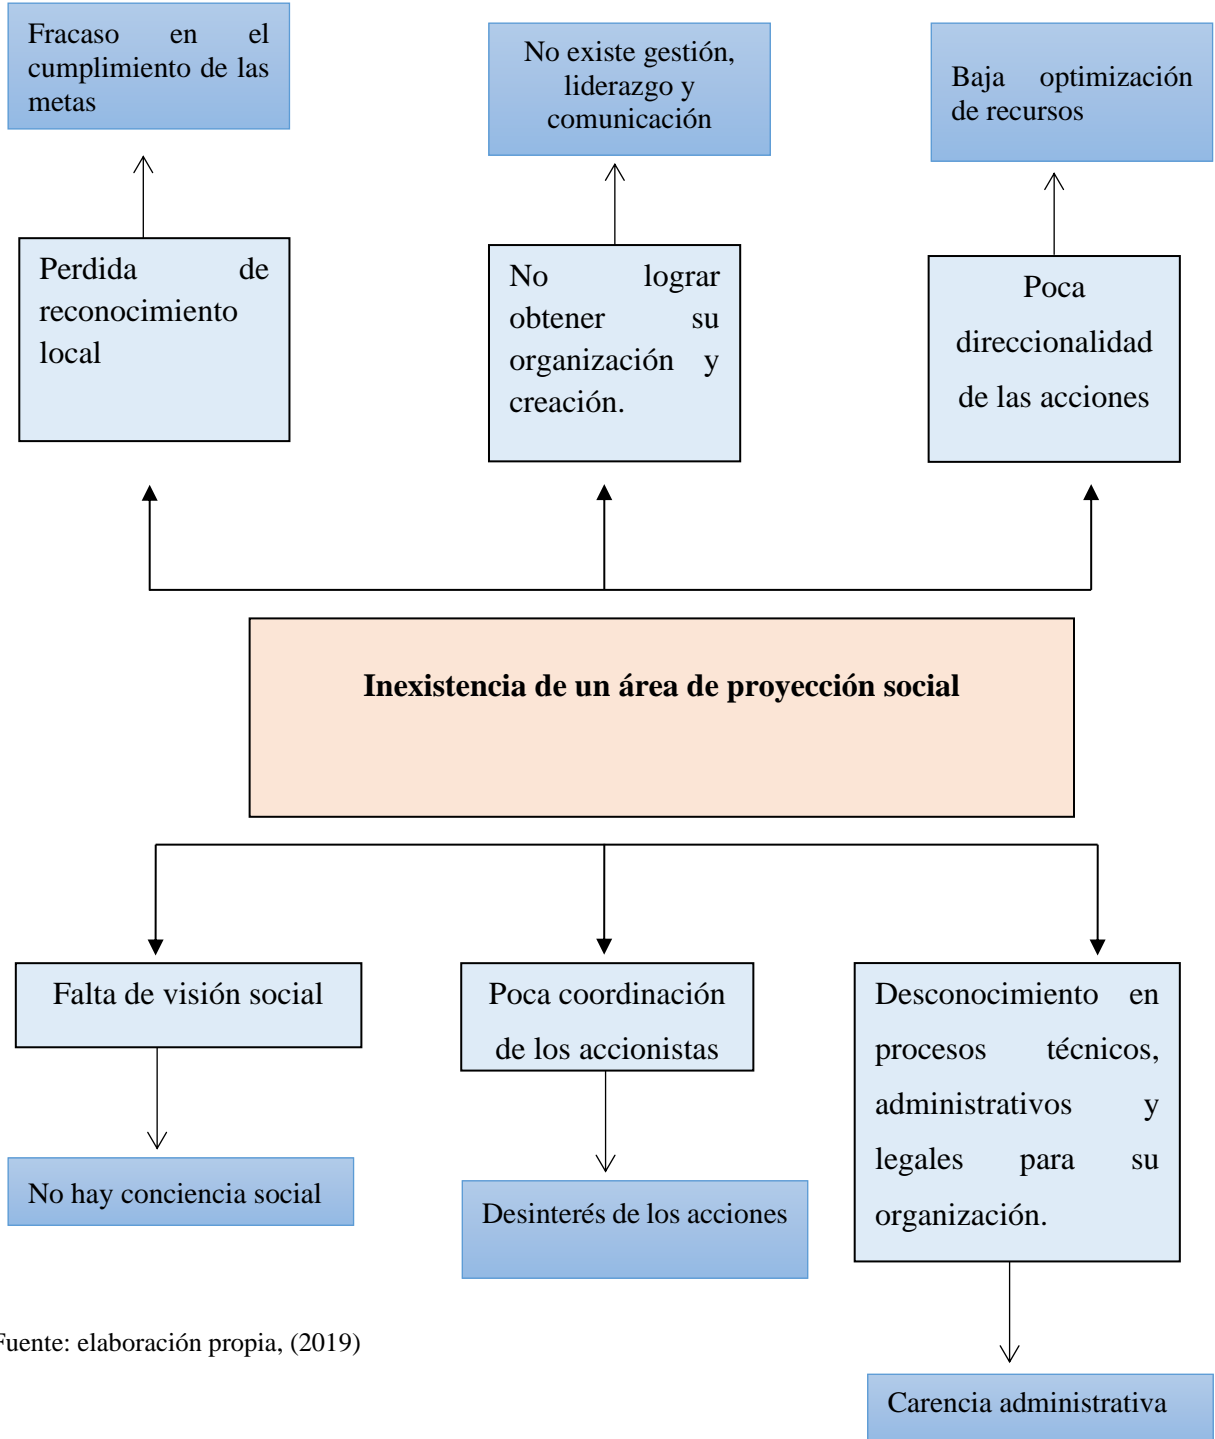 Fracaso en el
cumplimiento de las
metas
No existe gestión,
liderazgo y
comunicación
Baja optimización
de recursos
Perdida de
reconocimiento
local
No lograr
obtener su
organización y
creación.
Poca
direccionalidad
de las acciones
Inexistencia de un área de proyección social
Falta de visión social
Poca coordinación
de los accionistas
Desconocimiento en
procesos técnicos,
administrativos y
legales para su
organización.
No hay conciencia social
Desinterés de los acciones
Fuente: elaboración propia, (2019)
Carencia administrativa